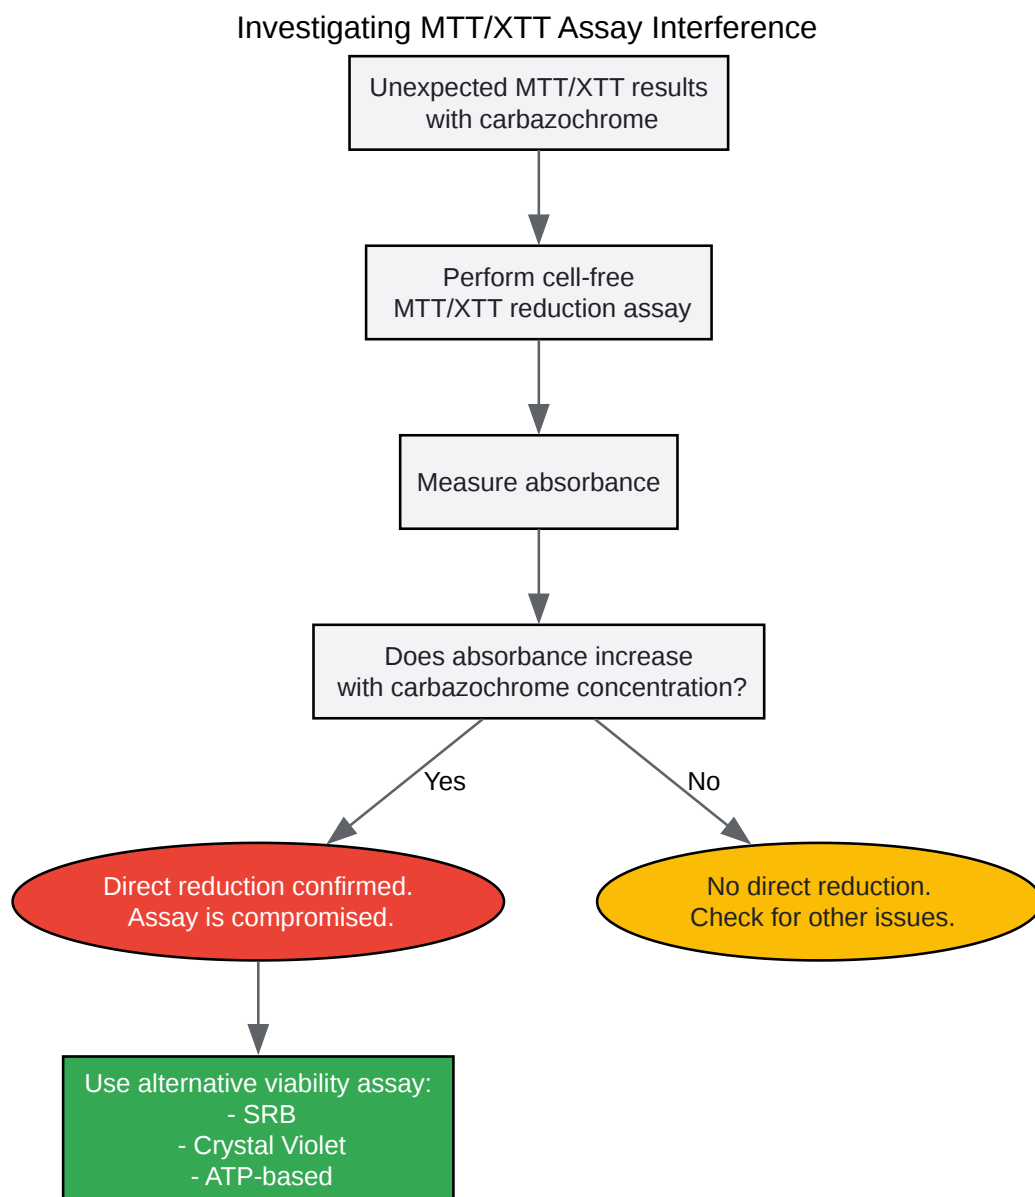 Investigating MTT/XTT Assay Interference
Unexpected MTT/XTT results
with carbazochrome
Perform cell-free
MTT/XTT reduction assay
Measure absorbance
Does absorbance increase
with carbazochrome concentration?
Yes
No
Direct reduction confirmed.
Assay is compromised.
No direct reduction.
Check for other issues.
Use alternative viability assay:
- SRB
- Crystal Violet
- ATP-based